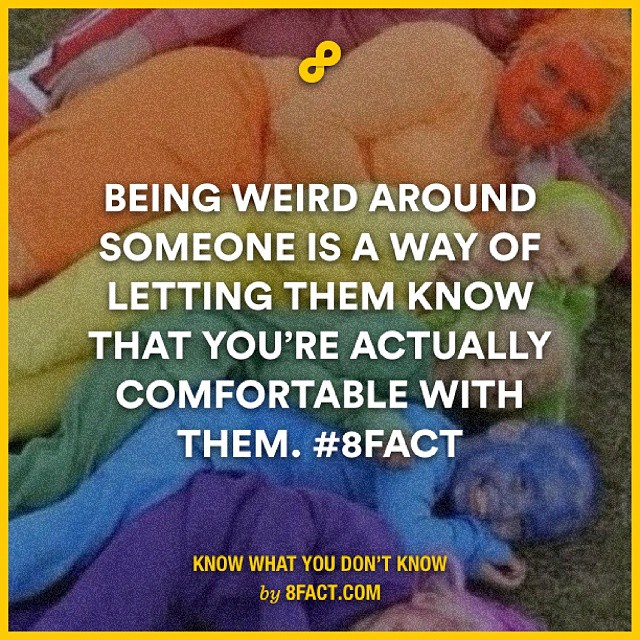 BEING WEIRD AROUND
SOMEONE IS A WAY OF
LETTING THEM KNOW
THAT YOU'RE ACTUALLY
COMFORTABLE WITH
THEM. #8FACT
KNOW WHAT YOU DON'T KNOW
by 8FACT.COM